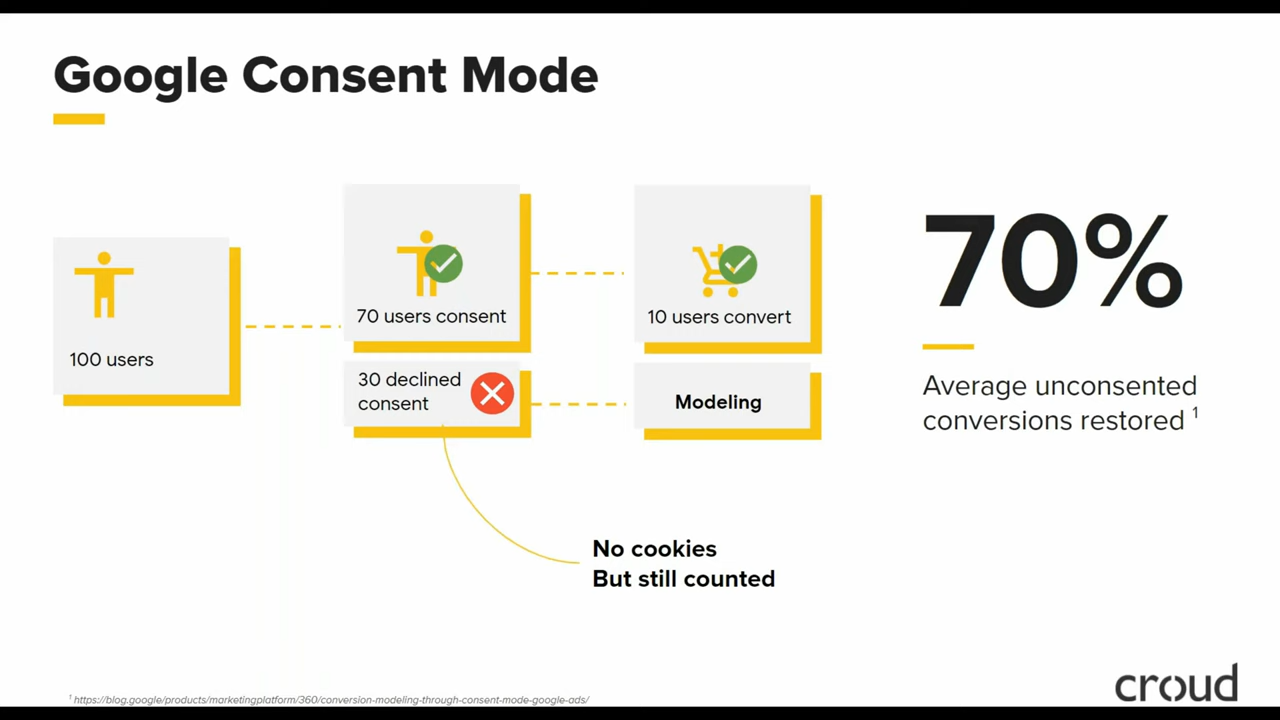 Google Consent Mode
100 users
70 users consent
10 users convert
30 declined
consent
Modeling
No cookies
But still counted
70%
Average unconsented
conversions restored ¹
¹ https://blog.google/products/marketingplatform/360/conversion-modeling-through-consent-mode-google-ads/
croud